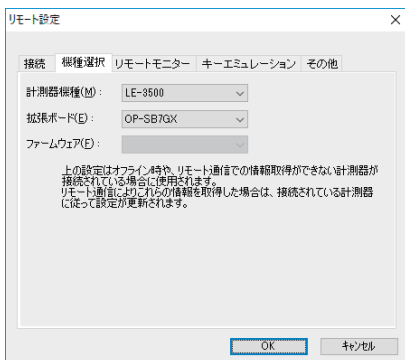 リモート設定
接続 機種選択 リモートモニター キーエミュレーション その他
計測器機種(M)： LE-3500
拡張ボード(E)： OP-SB7GX
ファームウェア(F)：
上の設定はオフライン時や、リモート通信での情報取得ができない計測器が
接続されている場合に使用されます。
リモート通信によりこれらの情報を取得した場合は、接続されている計測器
に従って設定が更新されます。
OK キャンセル